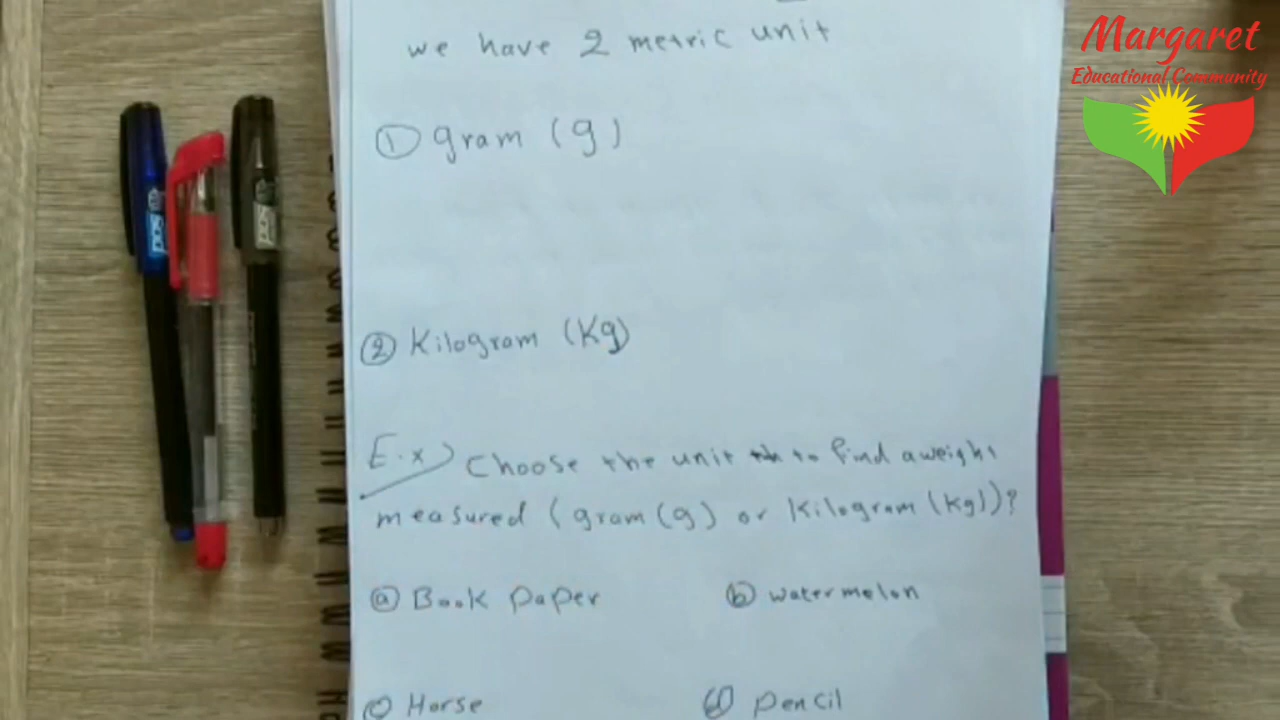 Margaret
Educational Community
we have 2 metric unit
① gram (g)
② Kilogram (Kg)
E.x) Choose the unit to find a weight
measured (gram (g) or Kilogram (Kg))?
ⓐ Book paper
ⓑ watermelon
ⓒ Horse
ⓓ pencil